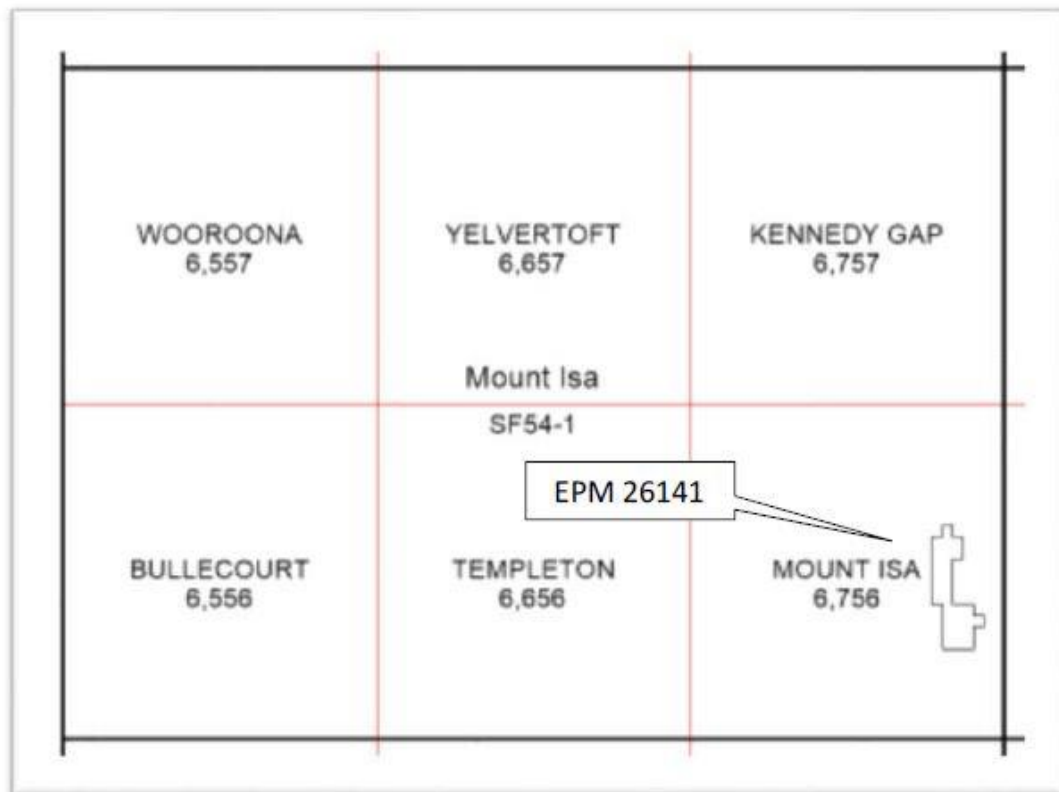 WOOROONA
6,557
YELVERTOFT
6,657
KENNEDY GAP
6,757
Mount Isa
SF54-1
EPM 26141
BULLECOURT
6,556
TEMPLETON
6,656
MOUNT ISA
6,756